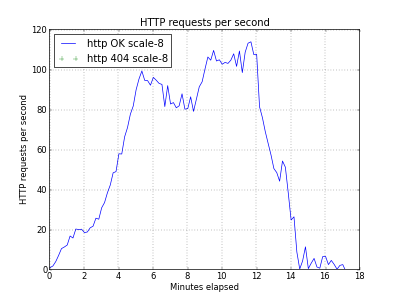 HTTP requests per second
120
http OK scale-8
http 404 scale-8
100
80
60
40
20
0
HTTP requests per second
0 2 4 6 8 10 12 14 16 18
Minutes elapsed